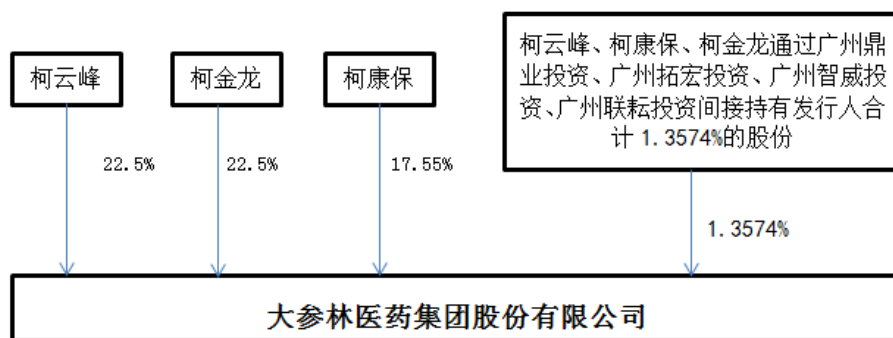 柯云峰
柯金龙
柯康保
柯云峰、柯康保、柯金龙通过广州鼎
业投资、广州拓宏投资、广州智威投
资、广州联耘投资间接持有发行人合
计 1.3574%的股份
22.5%
22.5%
17.55%
1.3574%
大参林医药集团股份有限公司